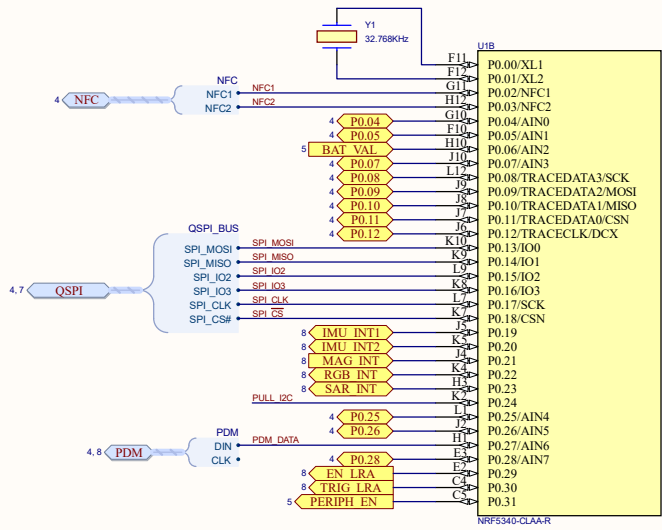 Y1
32.768KHz
U1B
F11 P0.00/XL1
F12 P0.01/XL2
NFC
4 NFC NFC1 NFC1 G11 P0.02/NFC1
NFC2 NFC2 H12 P0.03/NFC2
4 P0.04 G10 P0.04/AIN0
4 P0.05 F10 P0.05/AIN1
5 BAT_VAL H10 P0.06/AIN2
4 P0.07 J10 P0.07/AIN3
4 P0.08 L12 P0.08/TRACEDATA3/SCK
4 P0.09 J9 P0.09/TRACEDATA2/MOSI
4 P0.10 J8 P0.10/TRACEDATA1/MISO
4 P0.11 J7 P0.11/TRACEDATA0/CSN
4 P0.12 J6 P0.12/TRACECLK/DCX
QSPI_BUS
SPI_MOSI SPI_MOSI K10 P0.13/IO0
SPI_MISO SPI_MISO K9 P0.14/IO1
SPI_IO2 SPI_IO2 L9 P0.15/IO2
4, 7 QSPI SPI_IO3 SPI_IO3 K8 P0.16/IO3
SPI_CLK SPI_CLK L7 P0.17/SCK
SPI_CS# SPI_CS K7 P0.18/CSN
8 IMU_INT1 J5 P0.19
8 IMU_INT2 K5 P0.20
8 MAG_INT J4 P0.21
8 RGB_INT K4 P0.22
8 SAR_INT H3 P0.23
PULL_I2C K2 P0.24
4 P0.25 L1 P0.25/AIN4
4 P0.26 J2 P0.26/AIN5
PDM
4, 8 PDM DIN PDM_DATA H1 P0.27/AIN6
CLK
4 P0.28 E3 P0.28/AIN7
8 EN_LRA E2 P0.29
8 TRIG_LRA C4 P0.30
5 PERIPH_EN C5 P0.31
NRF5340-CLAA-R